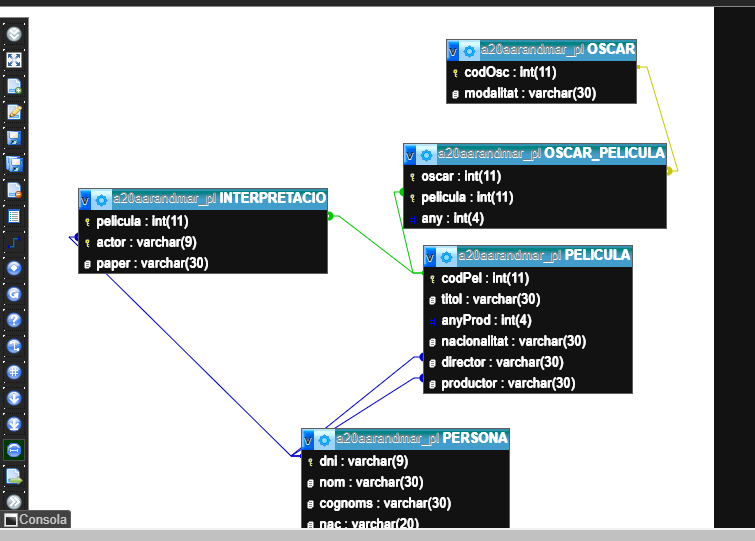 a20aarandmar_pl OSCAR
codOsc : int(11)
modalitat : varchar(30)
a20aarandmar_pl OSCAR_PELICULA
oscar : int(11)
pelicula : int(11)
any : int(4)
a20aarandmar_pl INTERPRETACIO
pelicula : int(11)
actor : varchar(9)
paper : varchar(30)
a20aarandmar_pl PELICULA
codPel : int(11)
titol : varchar(30)
anyProd : int(4)
nacionalitat : varchar(30)
director : varchar(30)
productor : varchar(30)
a20aarandmar_pl PERSONA
dni : varchar(9)
nom : varchar(30)
cognoms : varchar(30)
nac : varchar(20)
Consola